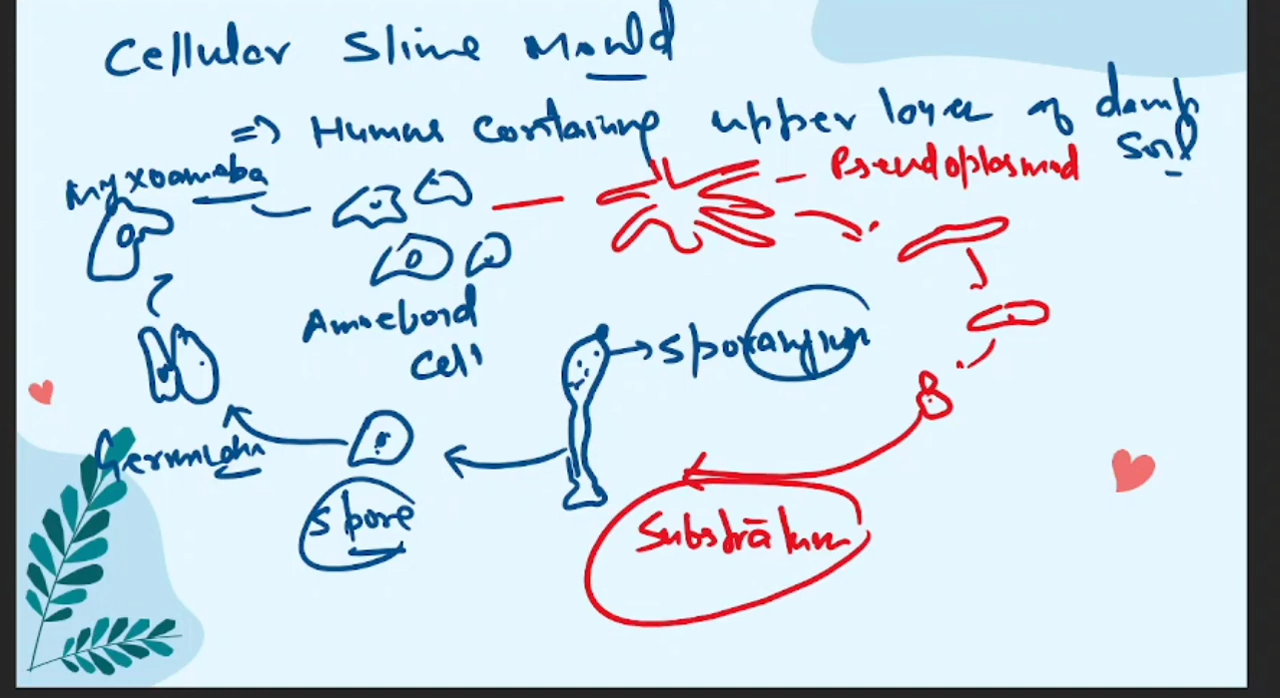 Cellular Slime Mould
=> Humus Containing upper layer of damp
Soil
Myxoamoeba
Pseudoplasmod
Amoeboid
Cell
Sporangium
Germination
Spore
Substratum